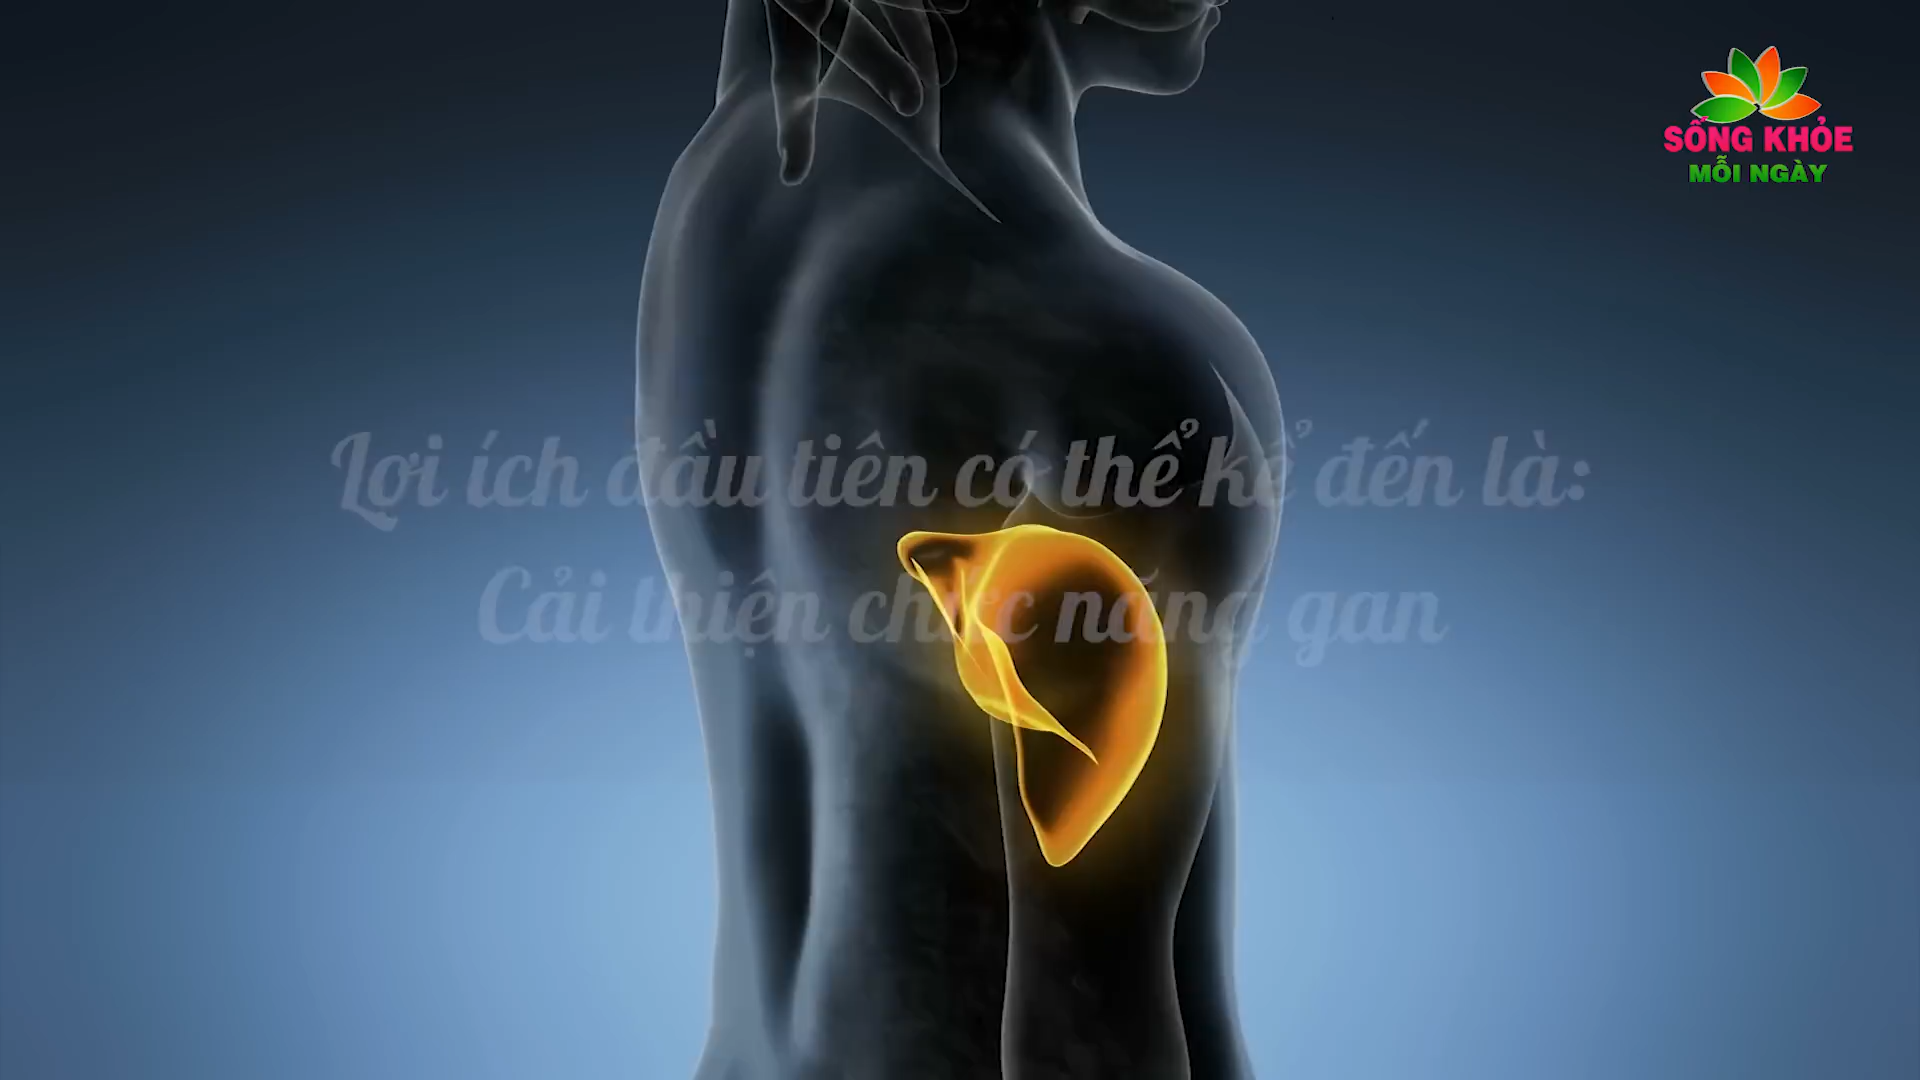 SỐNG KHỎE
MỖI NGÀY
Lợi ích đầu tiên có thể kể đến là:
Cải thiện chức năng gan